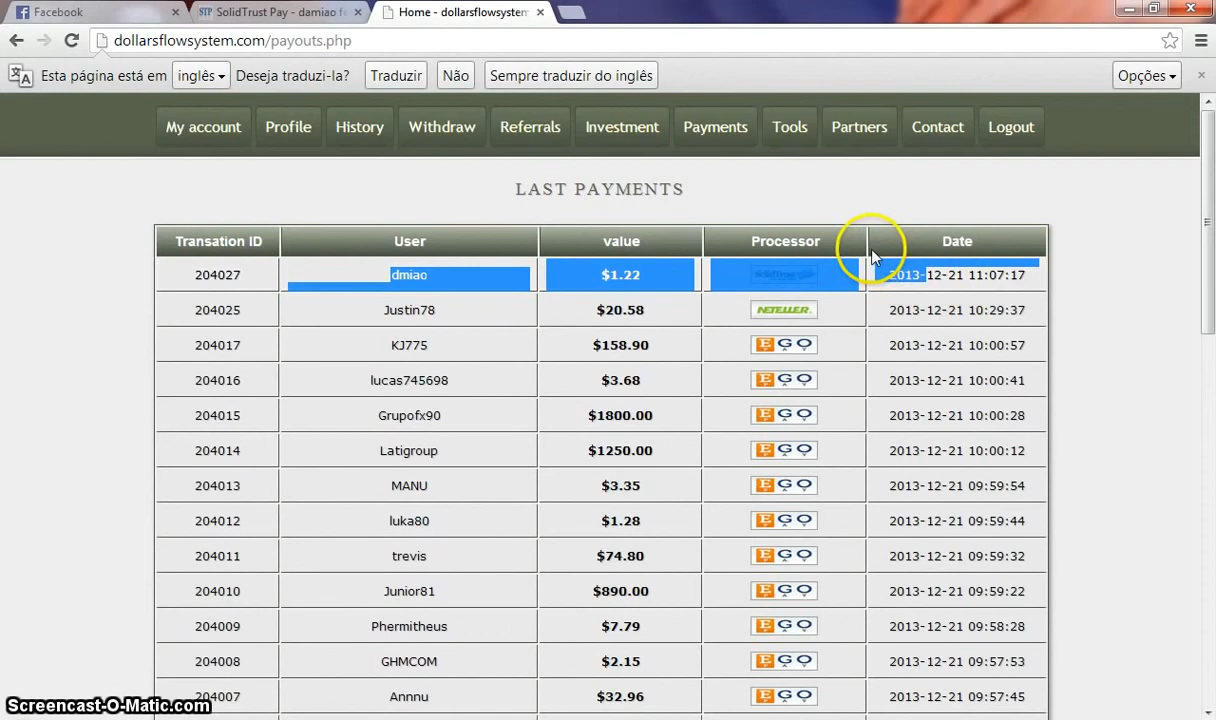 Facebook
SolidTrust Pay - damiao fe
Home - dollarsflowsystem
dollarsflowsystem.com/payouts.php
Esta página está em inglês Deseja traduzi-la? Traduzir Não Sempre traduzir do inglês Opções
My account Profile History Withdraw Referrals Investment Payments Tools Partners Contact Logout
LAST PAYMENTS
Transation ID User value Processor Date
204027 dmiao $1.22 2013-12-21 11:07:17
204025 Justin78 $20.58 NETELLER. 2013-12-21 10:29:37
204017 KJ775 $158.90 EGO 2013-12-21 10:00:57
204016 lucas745698 $3.68 EGO 2013-12-21 10:00:41
204015 Grupofx90 $1800.00 EGO 2013-12-21 10:00:28
204014 Latigroup $1250.00 EGO 2013-12-21 10:00:12
204013 MANU $3.35 EGO 2013-12-21 09:59:54
204012 luka80 $1.28 EGO 2013-12-21 09:59:44
204011 trevis $74.80 EGO 2013-12-21 09:59:32
204010 Junior81 $890.00 EGO 2013-12-21 09:59:22
204009 Phermitheus $7.79 EGO 2013-12-21 09:58:28
204008 GHMCOM $2.15 EGO 2013-12-21 09:57:53
204007 Annnu $32.96 EGO 2013-12-21 09:57:45
Screencast-O-Matic.com